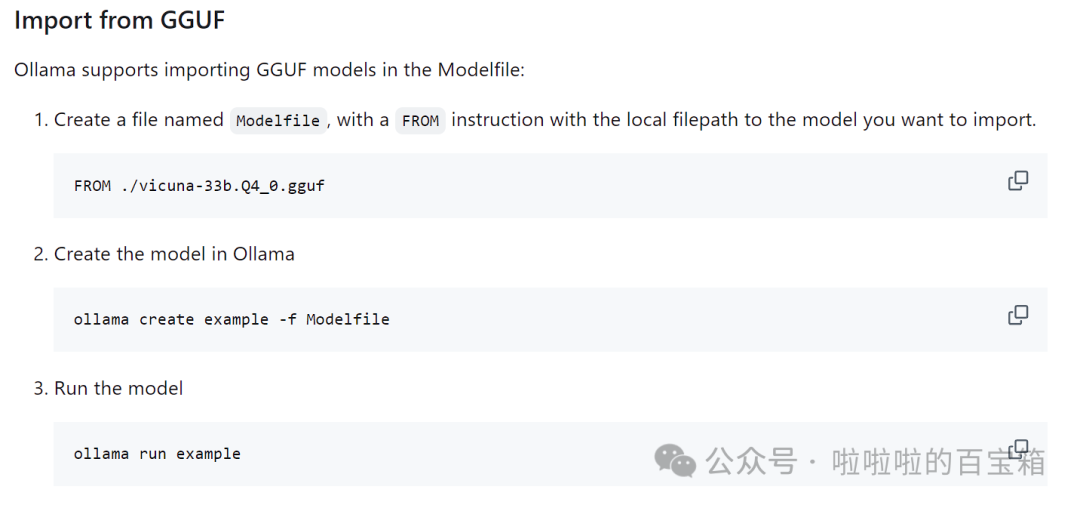 Import from GGUF
Ollama supports importing GGUF models in the Modelfile:
1. Create a file named Modelfile, with a FROM instruction with the local filepath to the model you want to import.
FROM ./vicuna-33b.Q4_0.gguf
2. Create the model in Ollama
ollama create example -f Modelfile
3. Run the model
ollama run example
公众号 · 啦啦啦的百宝箱